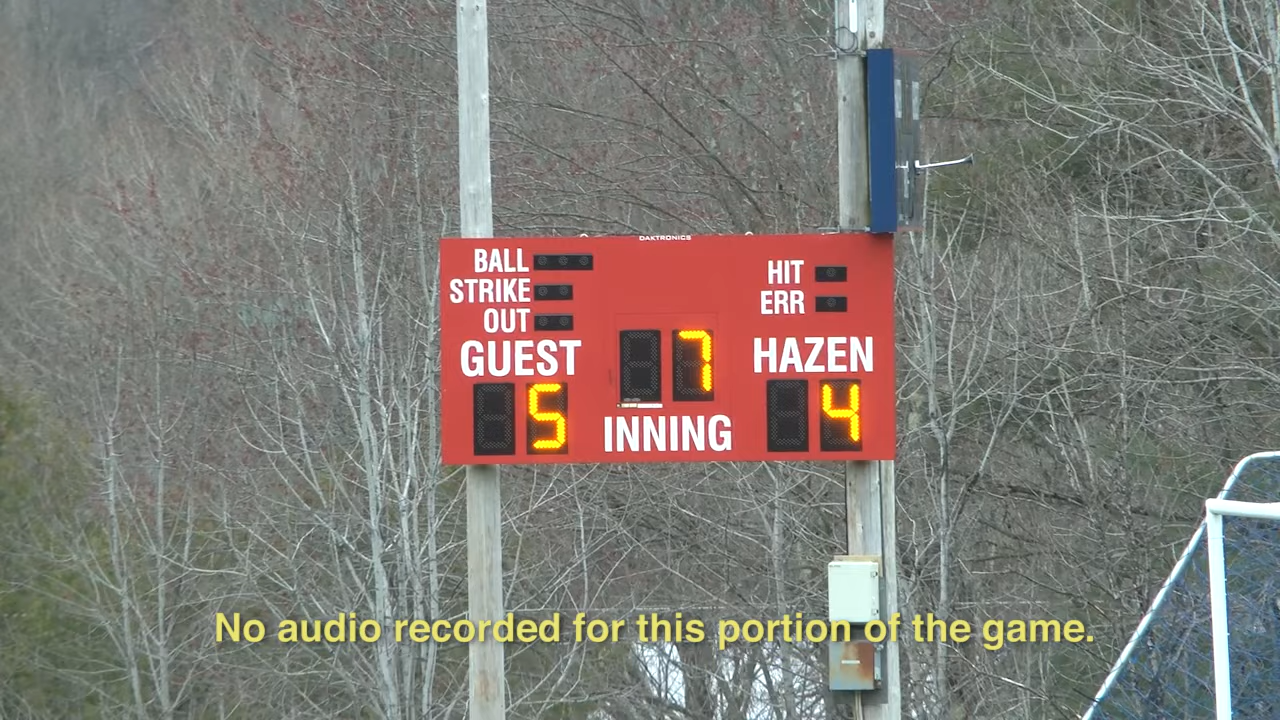 DAKTRONICS
BALL
STRIKE
OUT
HIT
ERR
GUEST
7
HAZEN
5
INNING
4
No audio recorded for this portion of the game.